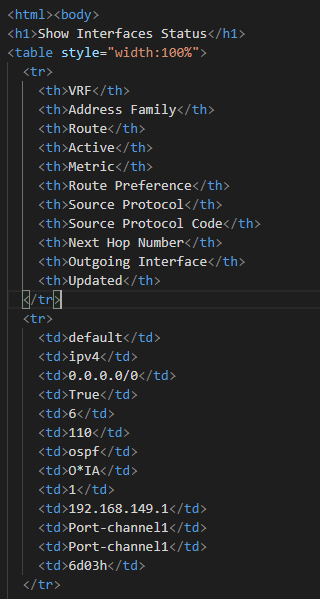 <html><body>
<h1>Show Interfaces Status</h1>
<table style="width:100%">
<tr>
<th>VRF</th>
<th>Address Family</th>
<th>Route</th>
<th>Active</th>
<th>Metric</th>
<th>Route Preference</th>
<th>Source Protocol</th>
<th>Source Protocol Code</th>
<th>Next Hop Number</th>
<th>Outgoing Interface</th>
<th>Updated</th>
</tr>
<tr>
<td>default</td>
<td>ipv4</td>
<td>0.0.0.0/0</td>
<td>True</td>
<td>6</td>
<td>110</td>
<td>ospf</td>
<td>O*IA</td>
<td>1</td>
<td>192.168.149.1</td>
<td>Port-channel1</td>
<td>Port-channel1</td>
<td>6d03h</td>
</tr>